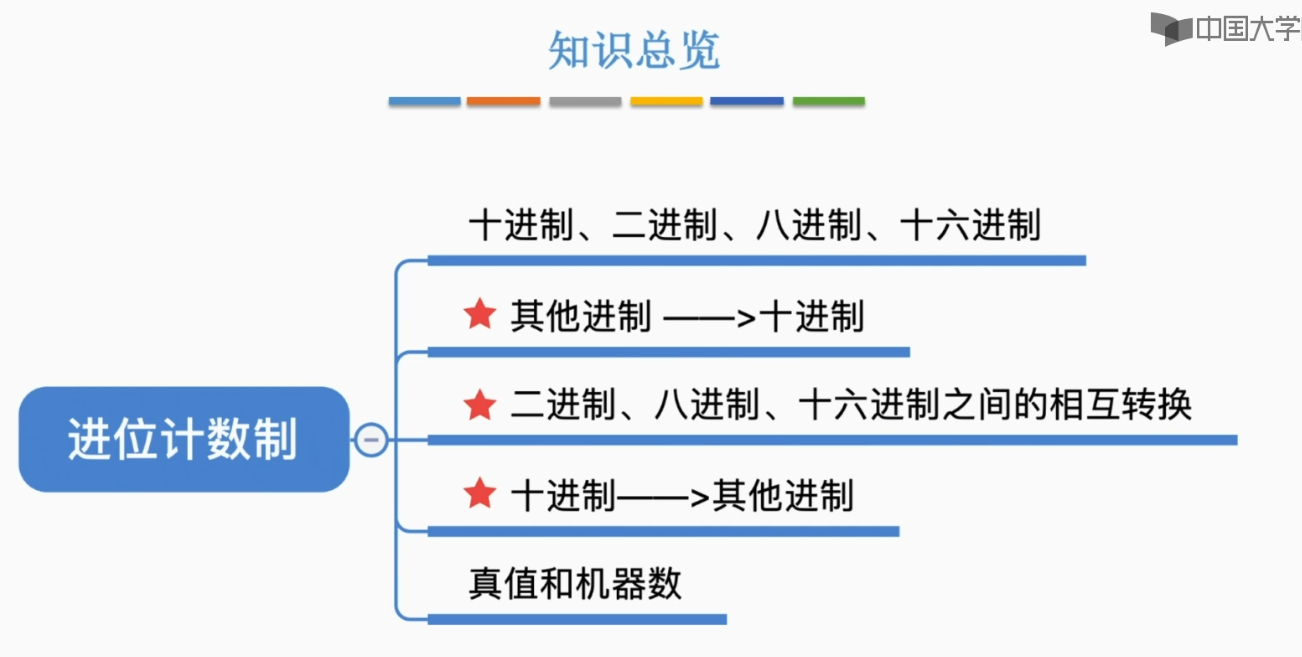 中国大学
知识总览
十进制、二进制、八进制、十六进制
其他进制 ——>十进制
二进制、八进制、十六进制之间的相互转换
进位计数制
十进制——>其他进制
真值和机器数